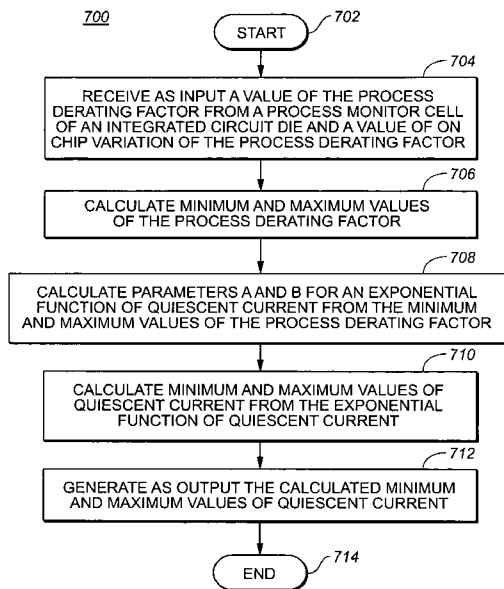 700
START
702
704
RECEIVE AS INPUT A VALUE OF THE PROCESS
DERATING FACTOR FROM A PROCESS MONITOR CELL
OF AN INTEGRATED CIRCUIT DIE AND A VALUE OF ON
CHIP VARIATION OF THE PROCESS DERATING FACTOR
706
CALCULATE MINIMUM AND MAXIMUM VALUES
OF THE PROCESS DERATING FACTOR
708
CALCULATE PARAMETERS A AND B FOR AN EXPONENTIAL
FUNCTION OF QUIESCENT CURRENT FROM THE MINIMUM
AND MAXIMUM VALUES OF THE PROCESS DERATING FACTOR
710
CALCULATE MINIMUM AND MAXIMUM VALUES OF
QUIESCENT CURRENT FROM THE EXPONENTIAL
FUNCTION OF QUIESCENT CURRENT
712
GENERATE AS OUTPUT THE CALCULATED MINIMUM
AND MAXIMUM VALUES OF QUIESCENT CURRENT
END
714